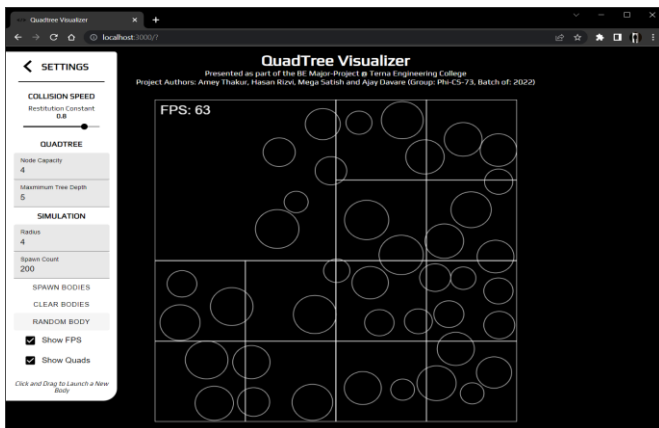 Quadtree Visualizer
localhost:3000/?
SETTINGS
COLLISION SPEED
Restitution Constant
0.8
QUADTREE
Node Capacity
4
Maxmimum Tree Depth
5
SIMULATION
Radius
4
Spawn Count
200
SPAWN BODIES
CLEAR BODIES
RANDOM BODY
Show FPS
Show Quads
Click and Drag to Launch a New
Body
QuadTree Visualizer
Presented as part of the BE Major-Project @ Terna Engineering College
Project Authors: Amey Thakur, Hasan Rizvi, Mega Satish and Ajay Davare (Group: Phi-CS-73, Batch of: 2022)
FPS: 63